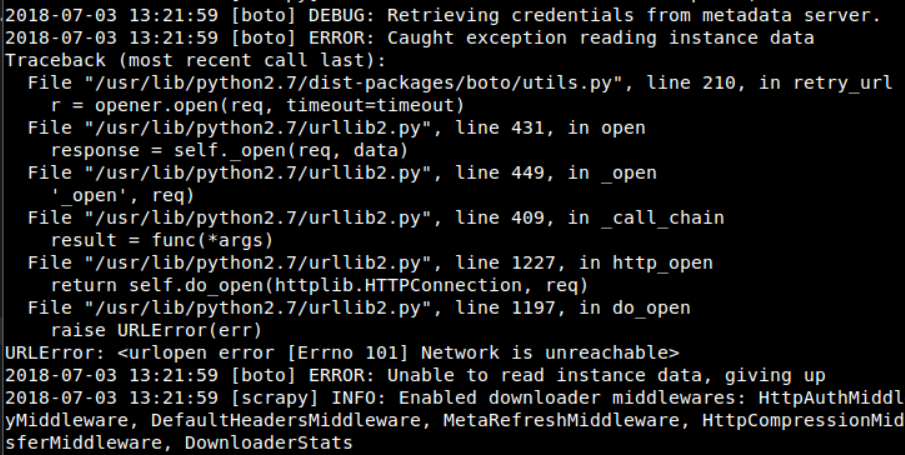 2018-07-03 13:21:59 [boto] DEBUG: Retrieving credentials from metadata server.
2018-07-03 13:21:59 [boto] ERROR: Caught exception reading instance data
Traceback (most recent call last):
  File "/usr/lib/python2.7/dist-packages/boto/utils.py", line 210, in retry_url
    r = opener.open(req, timeout=timeout)
  File "/usr/lib/python2.7/urllib2.py", line 431, in open
    response = self._open(req, data)
  File "/usr/lib/python2.7/urllib2.py", line 449, in _open
    '_open', req)
  File "/usr/lib/python2.7/urllib2.py", line 409, in _call_chain
    result = func(*args)
  File "/usr/lib/python2.7/urllib2.py", line 1227, in http_open
    return self.do_open(httplib.HTTPConnection, req)
  File "/usr/lib/python2.7/urllib2.py", line 1197, in do_open
    raise URLError(err)
URLError: <urlopen error [Errno 101] Network is unreachable>
2018-07-03 13:21:59 [boto] ERROR: Unable to read instance data, giving up
2018-07-03 13:21:59 [scrapy] INFO: Enabled downloader middlewares: HttpAuthMiddl
yMiddleware, DefaultHeadersMiddleware, MetaRefreshMiddleware, HttpCompressionMid
sferMiddleware, DownloaderStats